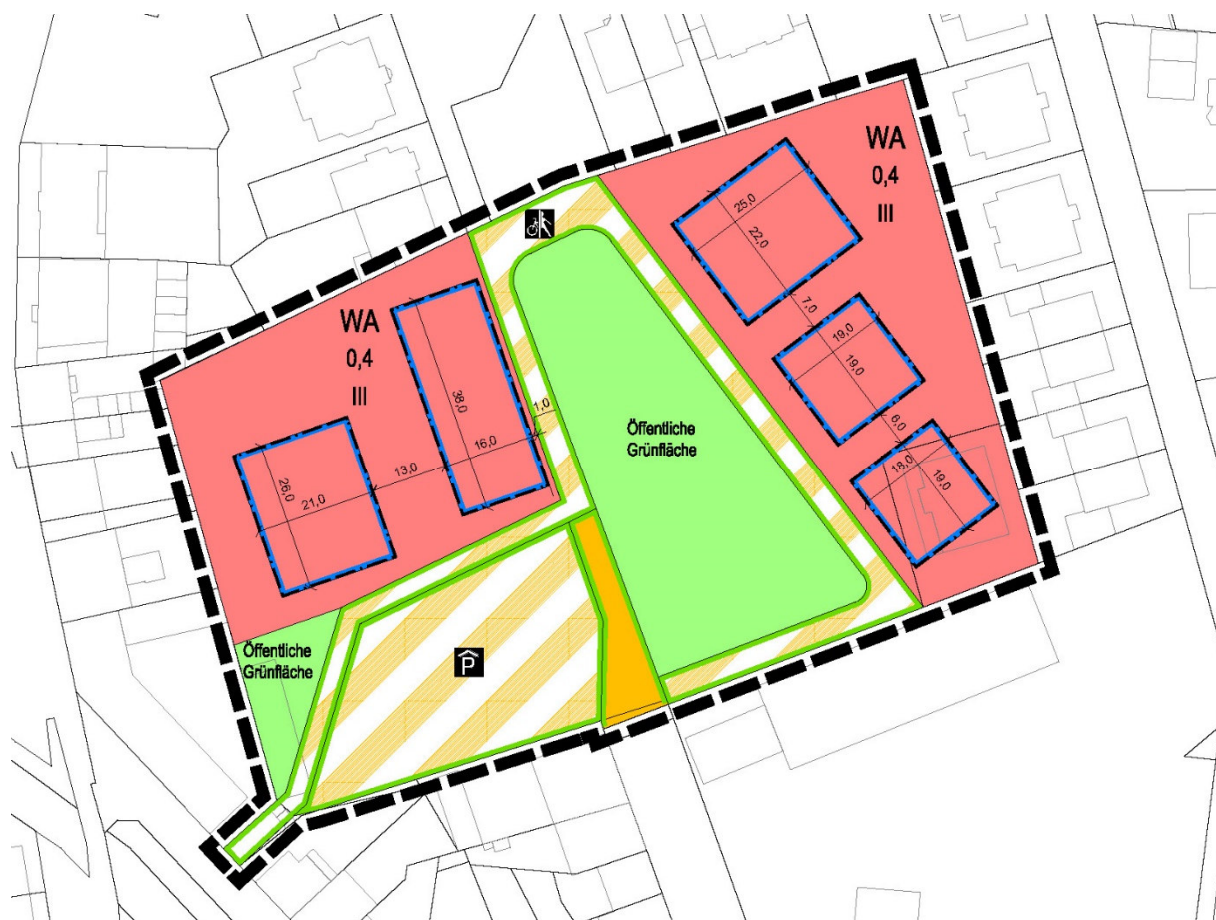 WA
0,4
III
25,0
22,0
7,0
19,0
19,0
6,0
18,0
19,0
WA
0,4
III
38,0
16,0
1,0
13,0
26,0
21,0
Öffentliche
Grünfläche
Öffentliche
Grünfläche
P